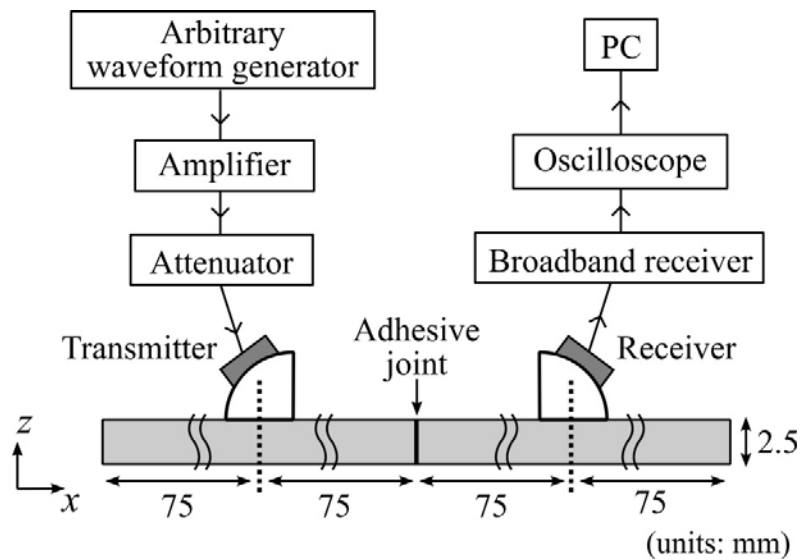 Arbitrary
waveform generator
PC
Amplifier
Oscilloscope
Attenuator
Broadband receiver
Transmitter
Adhesive
joint
Receiver
z
x
2.5
75
75
75
75
(units: mm)